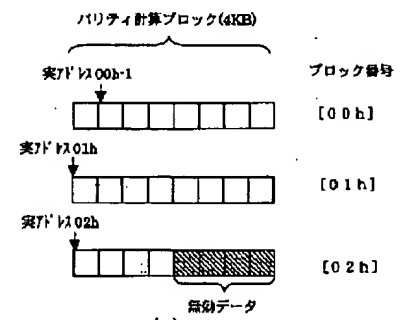 パリティ計算ブロック(4KB)
実アドレス00h-1
ブロック番号
[00h]
実アドレス01h
[01h]
実アドレス02h
[02h]
無効データ